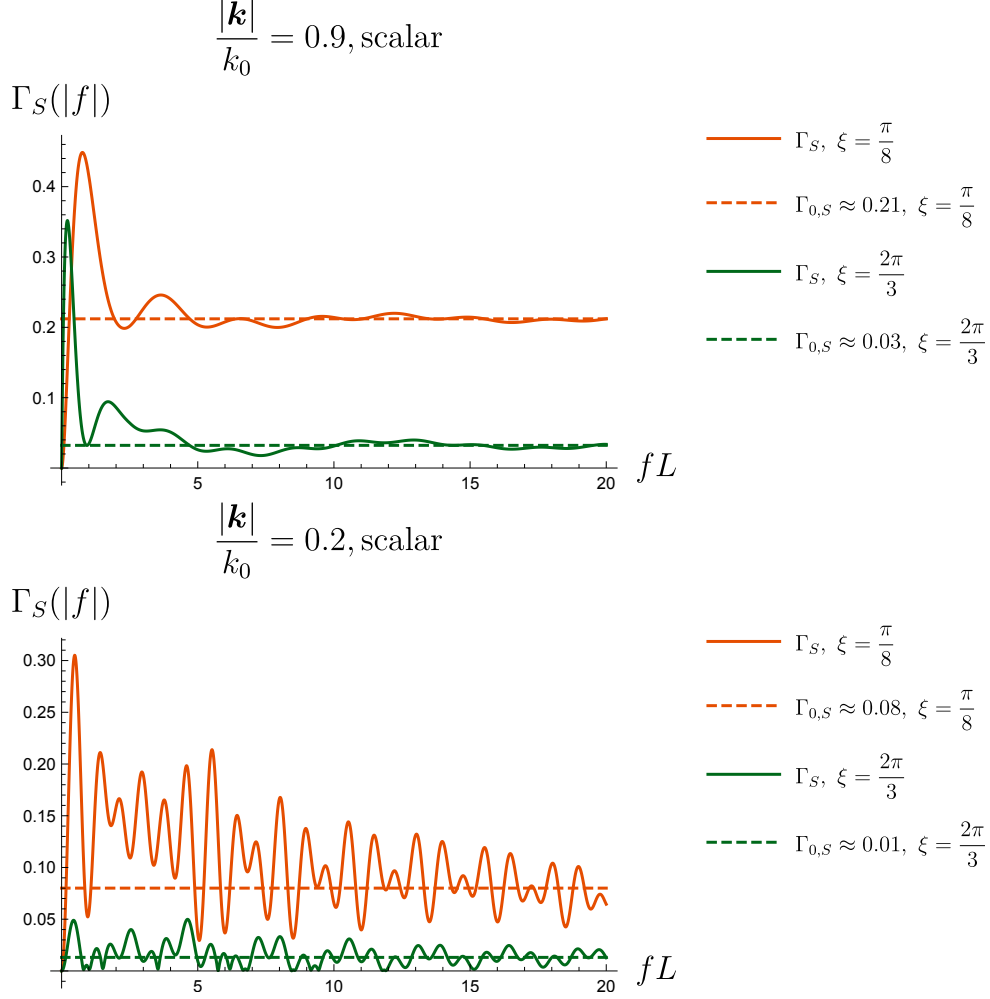 |k|/k₀ = 0.9, scalar
Γ_S(|f|)
0.4
0.3
0.2
0.1
5 10 15 20
fL
Γ_S, ξ = π/8
Γ_{0,S} ≈ 0.21, ξ = π/8
Γ_S, ξ = 2π/3
Γ_{0,S} ≈ 0.03, ξ = 2π/3
|k|/k₀ = 0.2, scalar
Γ_S(|f|)
0.30
0.25
0.20
0.15
0.10
0.05
5 10 15 20
fL
Γ_S, ξ = π/8
Γ_{0,S} ≈ 0.08, ξ = π/8
Γ_S, ξ = 2π/3
Γ_{0,S} ≈ 0.01, ξ = 2π/3